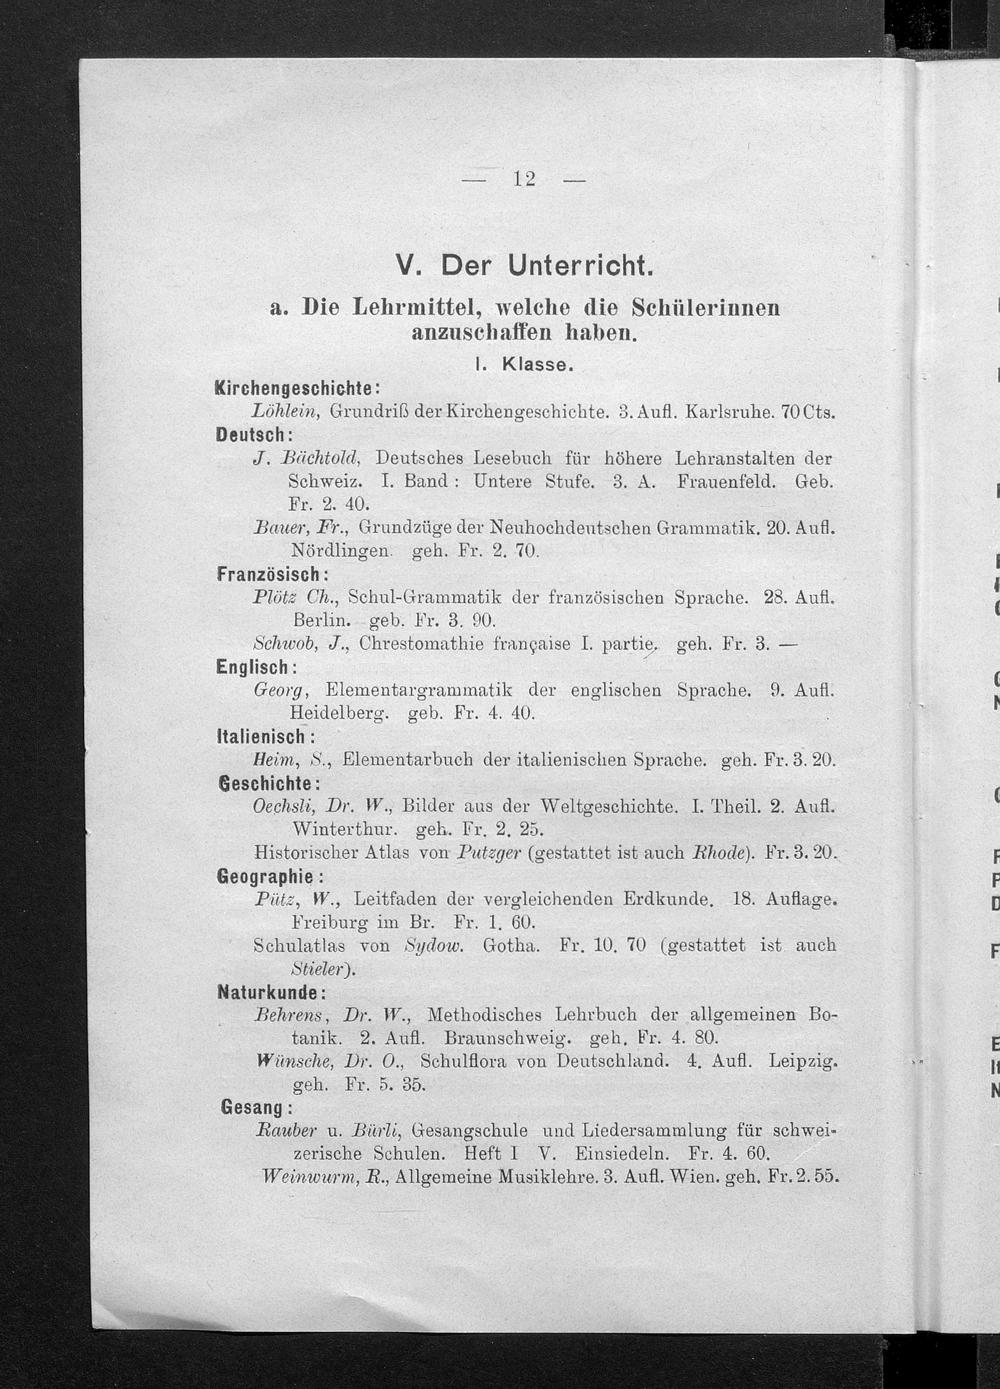 — 12 —
V. Der Unterricht.
a. Die Lehrmittel, welche die Schülerinnen
anzuschaffen haben.
I. Klasse.
Kirchengeschichte:
Löhlein, Grundriß der Kirchengeschichte. 3. Aufl. Karlsruhe. 70 Cts.
Deutsch:
J. Bächtold, Deutsches Lesebuch für höhere Lehranstalten der
Schweiz. I. Band: Untere Stufe. 3. A. Frauenfeld. Geb.
Fr. 2. 40.
Bauer, Fr., Grundzüge der Neuhochdeutschen Grammatik. 20. Aufl.
Nördlingen. geh. Fr. 2. 70.
Französisch:
Plötz Ch., Schul-Grammatik der französischen Sprache. 28. Aufl.
Berlin. geb. Fr. 3. 90.
Schwob, J., Chrestomathie française I. partie. geh. Fr. 3. —
Englisch:
Georg, Elementargrammatik der englischen Sprache. 9. Aufl.
Heidelberg. geb. Fr. 4. 40.
Italienisch:
Heim, S., Elementarbuch der italienischen Sprache. geh. Fr. 3. 20.
Geschichte:
Oechsli, Dr. W., Bilder aus der Weltgeschichte. I. Theil. 2. Aufl.
Winterthur. geh. Fr. 2. 25.
Historischer Atlas von Putzger (gestattet ist auch Rhode). Fr. 3. 20.
Geographie:
Pütz, W., Leitfaden der vergleichenden Erdkunde. 18. Auflage.
Freiburg im Br. Fr. 1. 60.
Schulatlas von Sydow. Gotha. Fr. 10. 70 (gestattet ist auch
Stieler).
Naturkunde:
Behrens, Dr. W., Methodisches Lehrbuch der allgemeinen Bo-
tanik. 2. Aufl. Braunschweig. geh. Fr. 4. 80.
Wünsche, Dr. O., Schulflora von Deutschland. 4. Aufl. Leipzig.
geh. Fr. 5. 35.
Gesang:
Rauber u. Bürli, Gesangschule und Liedersammlung für schwei-
zerische Schulen. Heft I V. Einsiedeln. Fr. 4. 60.
Weinwurm, R., Allgemeine Musiklehre. 3. Aufl. Wien. geh. Fr. 2. 55.